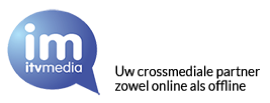 im
itvmedia
Uw crossmediale partner
zowel online als offline